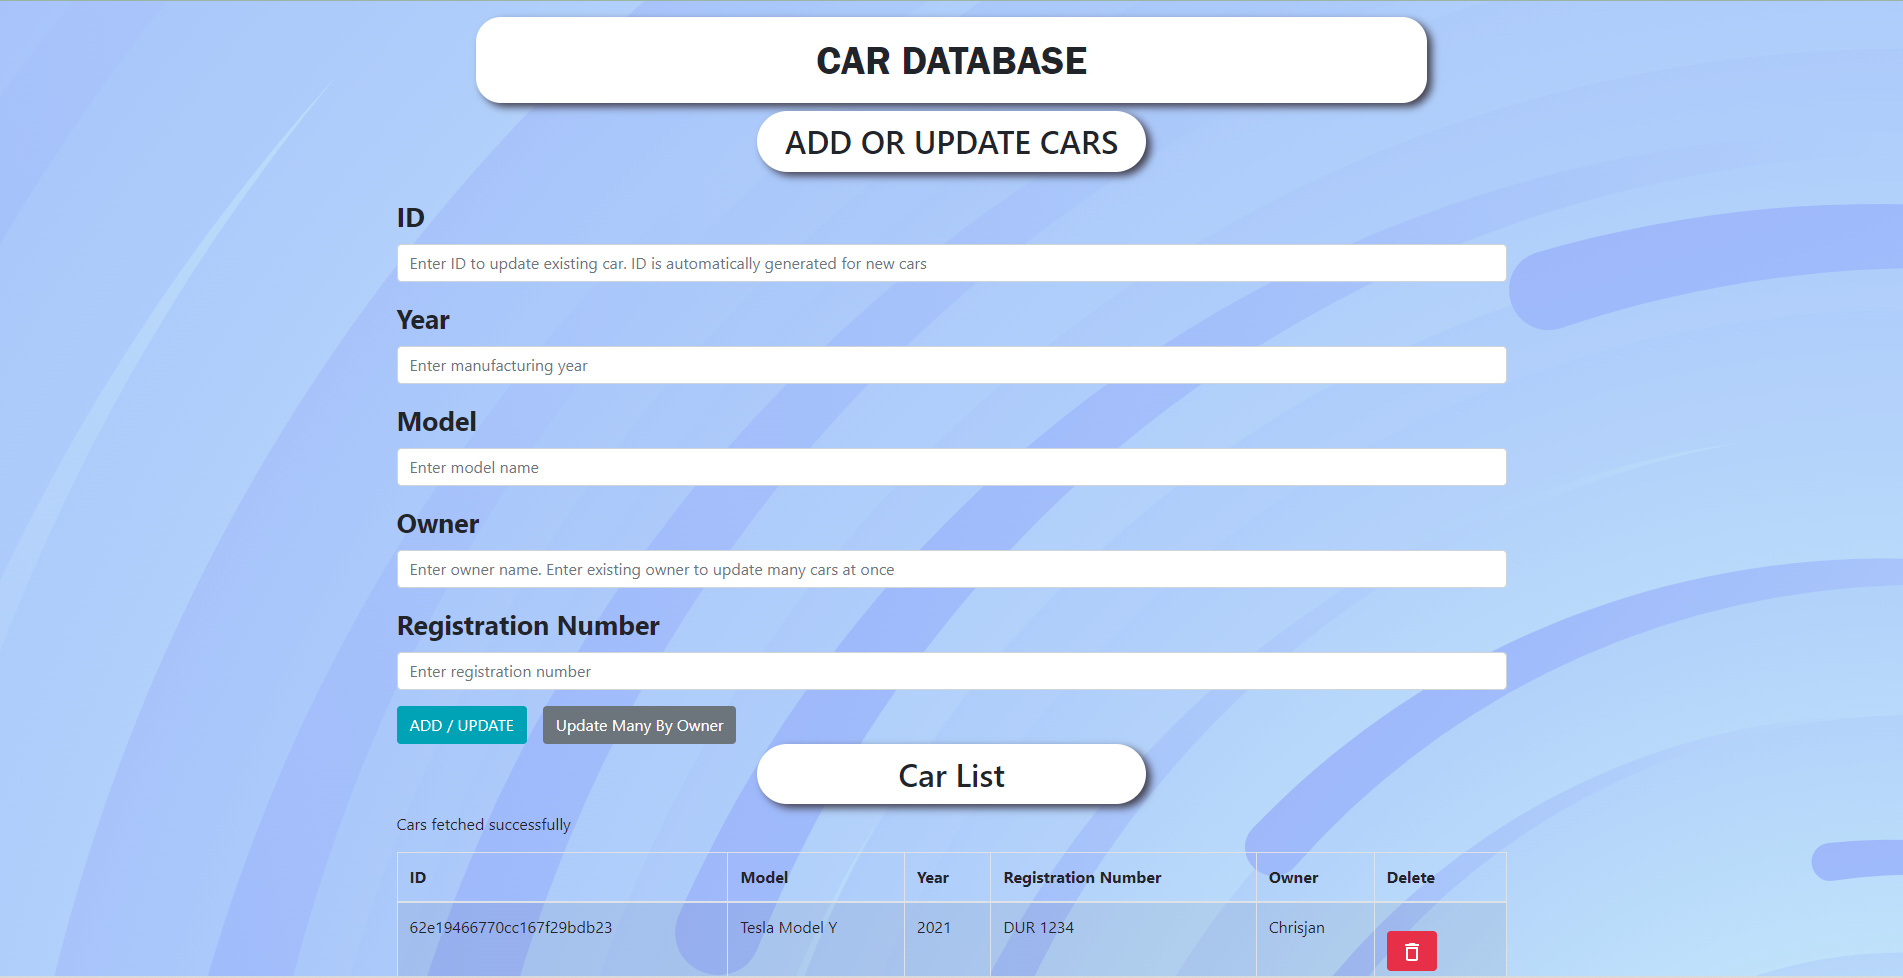 CAR DATABASE
ADD OR UPDATE CARS
ID
Enter ID to update existing car. ID is automatically generated for new cars
Year
Enter manufacturing year
Model
Enter model name
Owner
Enter owner name. Enter existing owner to update many cars at once
Registration Number
Enter registration number
ADD / UPDATE Update Many By Owner
Car List
Cars fetched successfully
ID Model Year Registration Number Owner Delete
62e19466770cc167f29bdb23 Tesla Model Y 2021 DUR 1234 Chrisjan